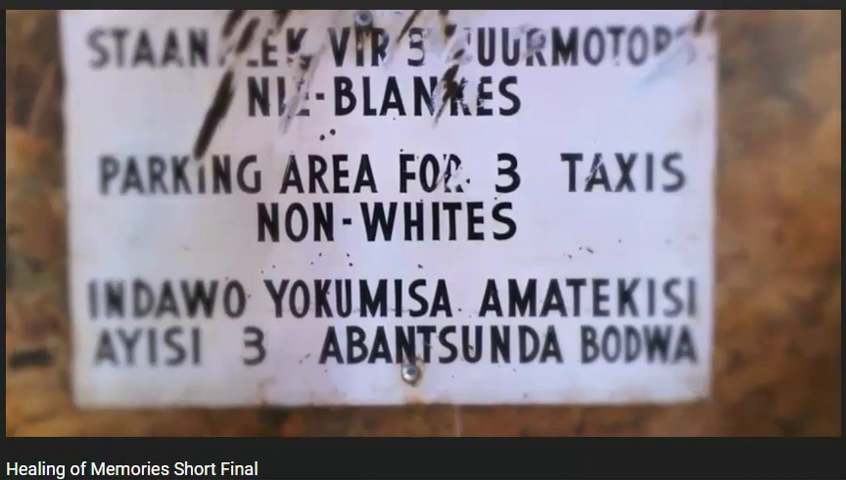 STAANPLEK VIR 3 HUURMOTORS
NIE-BLANKES
PARKING AREA FOR 3 TAXIS
NON-WHITES
INDAWO YOKUMISA AMATEKISI
AYISI 3 ABANTSUNDA BODWA
Healing of Memories Short Final